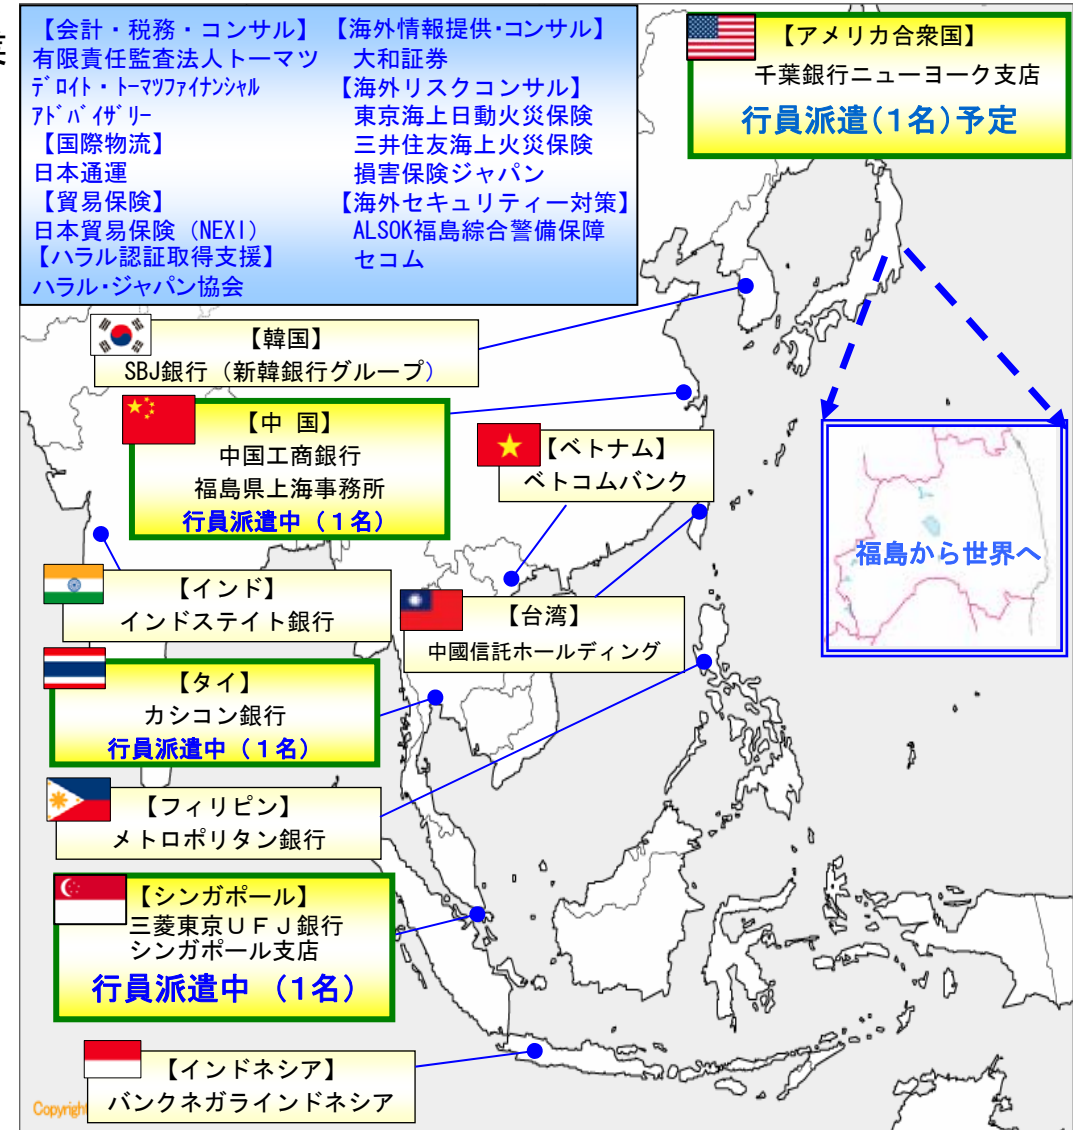 【会計・税務・コンサル】
有限責任監査法人トーマツ
デロイト・トーマツファイナンシャル
アドバイザリー
【国際物流】
日本通運
【貿易保険】
日本貿易保険（NEXI）
【ハラル認証取得支援】
ハラル・ジャパン協会
【海外情報提供・コンサル】
大和証券
【海外リスクコンサル】
東京海上日動火災保険
三井住友海上火災保険
損害保険ジャパン
【海外セキュリティー対策】
ALSOK福島綜合警備保障
セコム
【アメリカ合衆国】
千葉銀行ニューヨーク支店
行員派遣(1名)予定
【韓国】
SBJ銀行（新韓銀行グループ）
【中 国】
中国工商銀行
福島県上海事務所
行員派遣中（１名）
【ベトナム】
ベトコムバンク
福島から世界へ
【インド】
インドステイト銀行
【台湾】
中國信託ホールディング
【タイ】
カシコン銀行
行員派遣中（１名）
【フィリピン】
メトロポリタン銀行
【シンガポール】
三菱東京ＵＦＪ銀行
シンガポール支店
行員派遣中（1名）
【インドネシア】
バンクネガラインドネシア